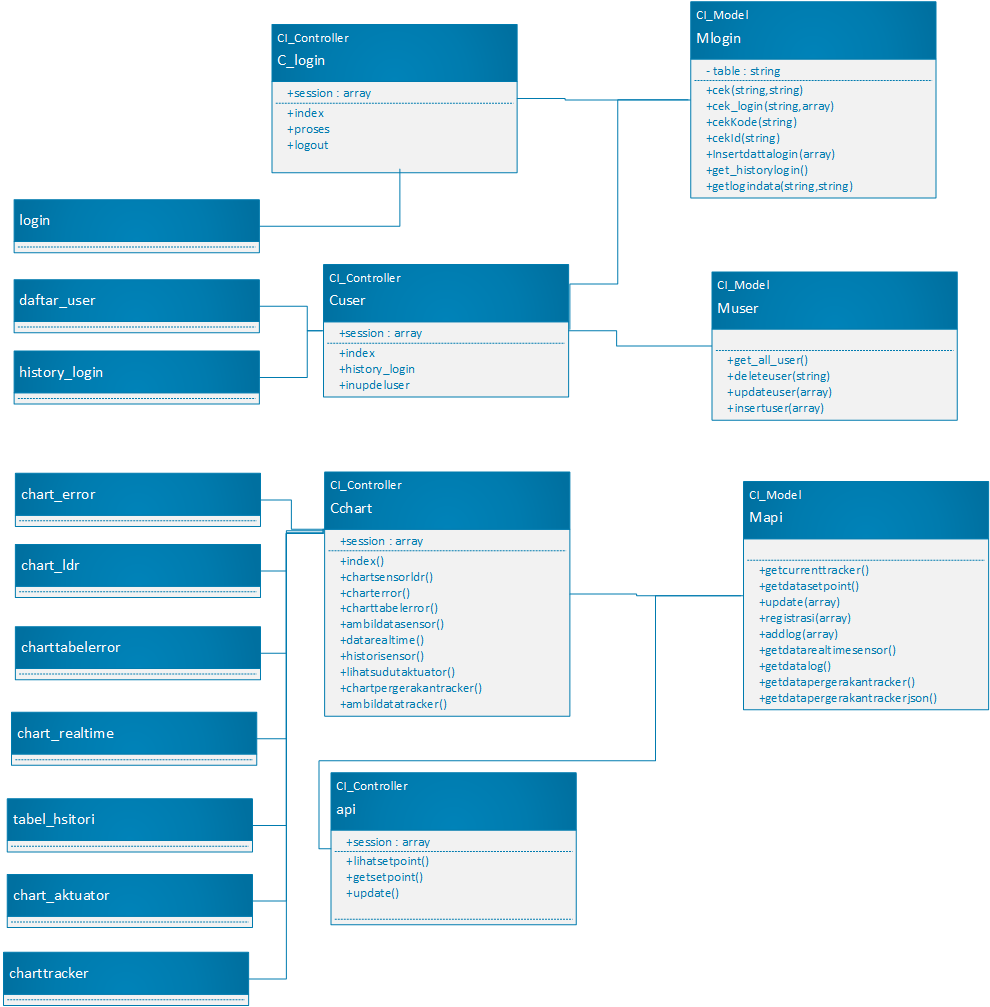 CI_Controller
C_login
+session : array
+index
+proses
+logout
CI_Model
Mlogin
- table : string
+cek(string,string)
+cek_login(string,array)
+cekKode(string)
+cekId(string)
+Insertdattalogin(array)
+get_historylogin()
+getlogindata(string,string)
login
daftar_user
history_login
CI_Controller
Cuser
+session : array
+index
+history_login
+inupdeluser
CI_Model
Muser
+get_all_user()
+deleteuser(string)
+updateuser(array)
+insertuser(array)
chart_error
chart_ldr
charttabelerror
chart_realtime
tabel_hsitori
chart_aktuator
charttracker
CI_Controller
Cchart
+session : array
+index()
+chartsensorldr()
+charterror()
+charttabelerror()
+ambildatasensor()
+datarealtime()
+historisensor()
+lihatsudutaktuator()
+chartpergerakantracker()
+ambildatatracker()
CI_Model
Mapi
+getcurrenttracker()
+getdatasetpoint()
+update(array)
+registrasi(array)
+addlog(array)
+getdatarealtimesensor()
+getdatalog()
+getdatapergerakantracker()
+getdatapergerakantrackerjson()
CI_Controller
api
+session : array
+lihatsetpoint()
+getsetpoint()
+update()